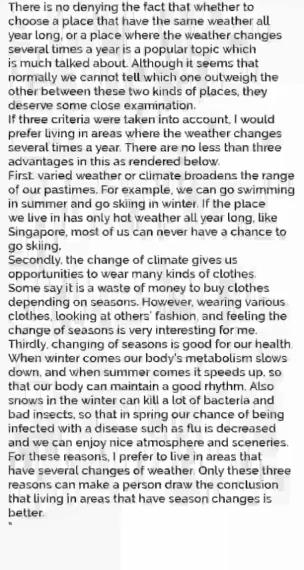 There is no denying the fact that whether to
choose a place that have the same weather all
year long, or a place where the weather changes
several times a year is a popular topic which
is much talked about. Although it seems that
normally we cannot tell which one outweigh the
other between these two kinds of places, they
deserve some close examination.
If three criteria were taken into account, I would
prefer living in areas where the weather changes
several times a year. There are no less than three
advantages in this as rendered below.
First, varied weather or climate broadens the range
of our pastimes. For example, we can go swimming
in summer and go skiing in winter. If the place
we live in has only hot weather all year long, like
Singapore, most of us can never have a chance to
go skiing.
Secondly, the change of climate gives us
opportunities to wear many kinds of clothes.
Some say it is a waste of money to buy clothes
depending on seasons. However, wearing various
clothes, looking at others' fashion, and feeling the
change of seasons is very interesting for me.
Thirdly, changing of seasons is good for our health.
When winter comes our body's metabolism slows
down, and when summer comes it speeds up, so
that our body can maintain a good rhythm. Also
snows in the winter can kill a lot of bacteria and
bad insects, so that in spring our chance of being
infected with a disease such as flu is decreased
and we can enjoy nice atmosphere and sceneries.
For these reasons, I prefer to live in areas that
have several changes of weather. Only these three
reasons can make a person draw the conclusion
that living in areas that have season changes is
better.
"